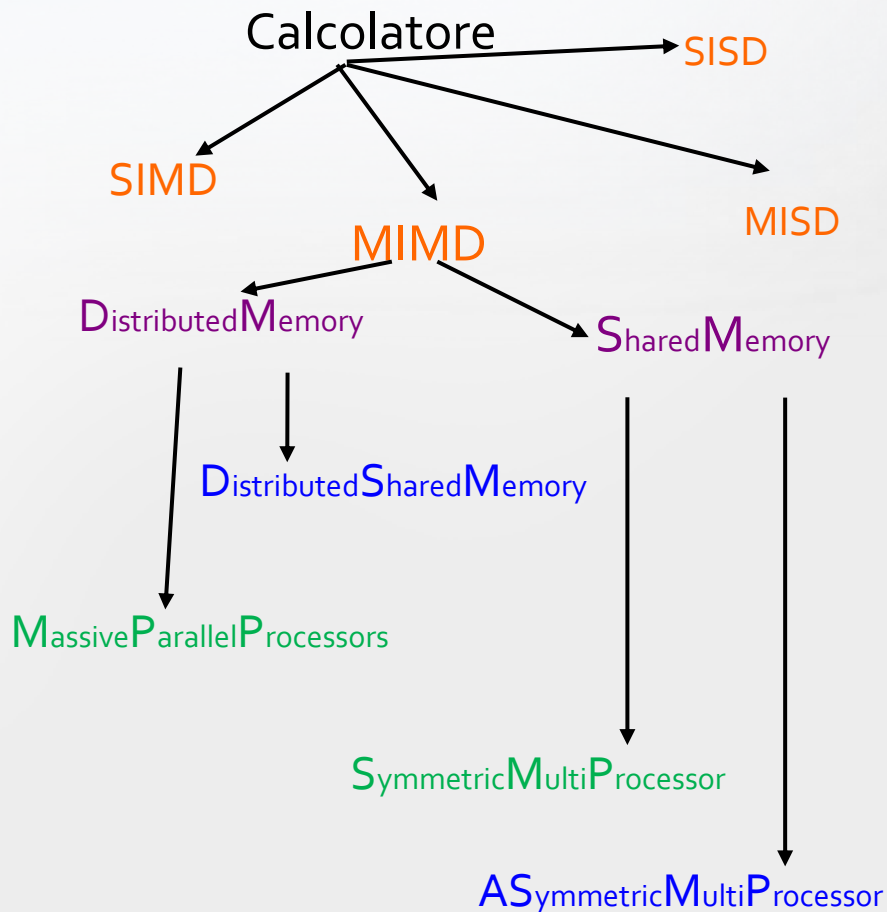 Calcolatore
SISD
SIMD
MISD
MIMD
DistributedMemory
SharedMemory
DistributedSharedMemory
MassiveParallelProcessors
SymmetricMultiProcessor
ASymmetricMultiProcessor